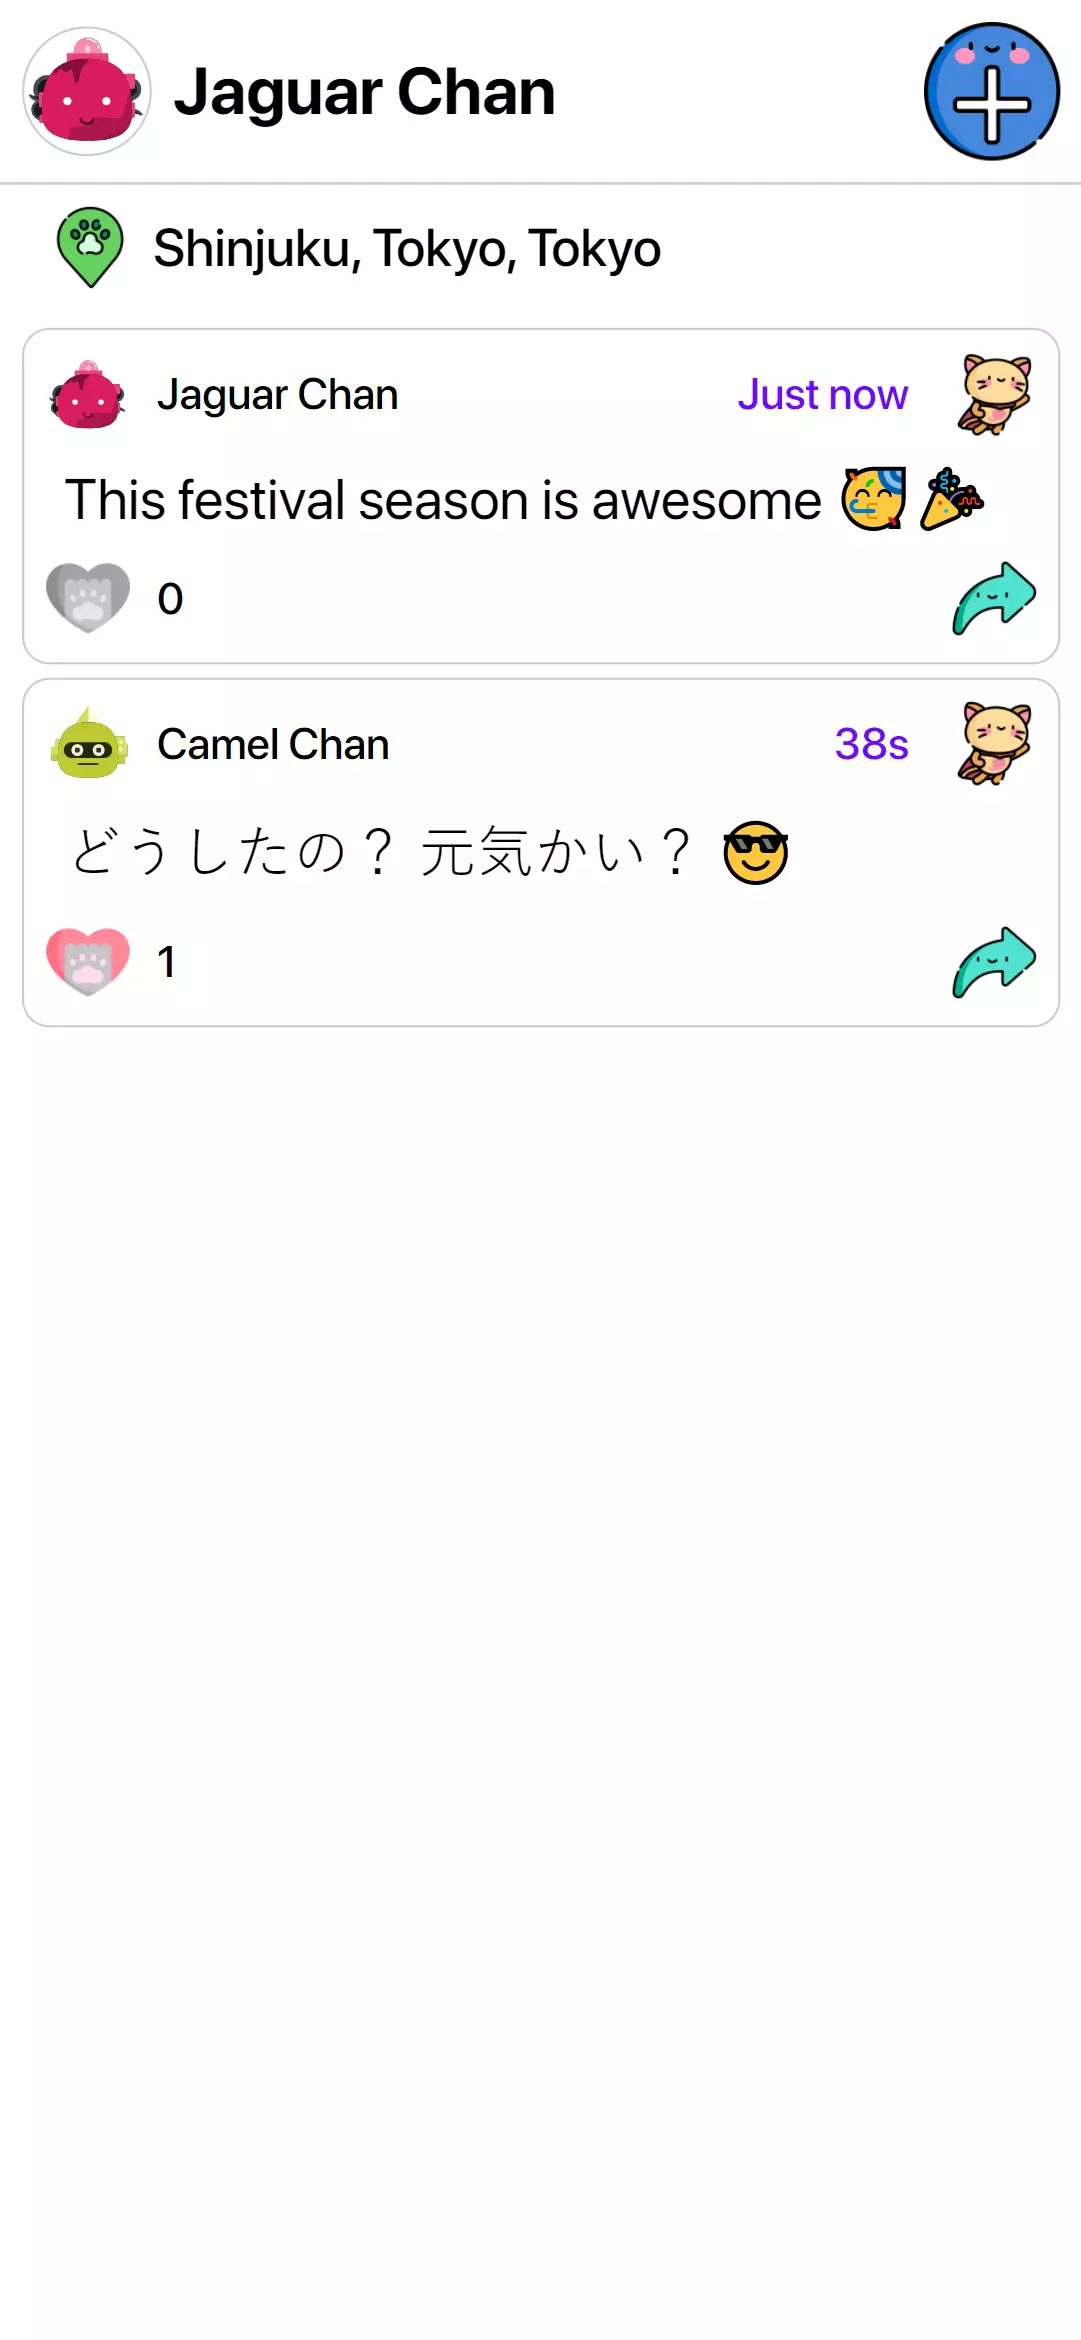 Jaguar Chan
Shinjuku, Tokyo, Tokyo
Jaguar Chan Just now
This festival season is awesome 🥳 🎉
0
Camel Chan 38s
どうしたの？ 元気かい？ 😎
1